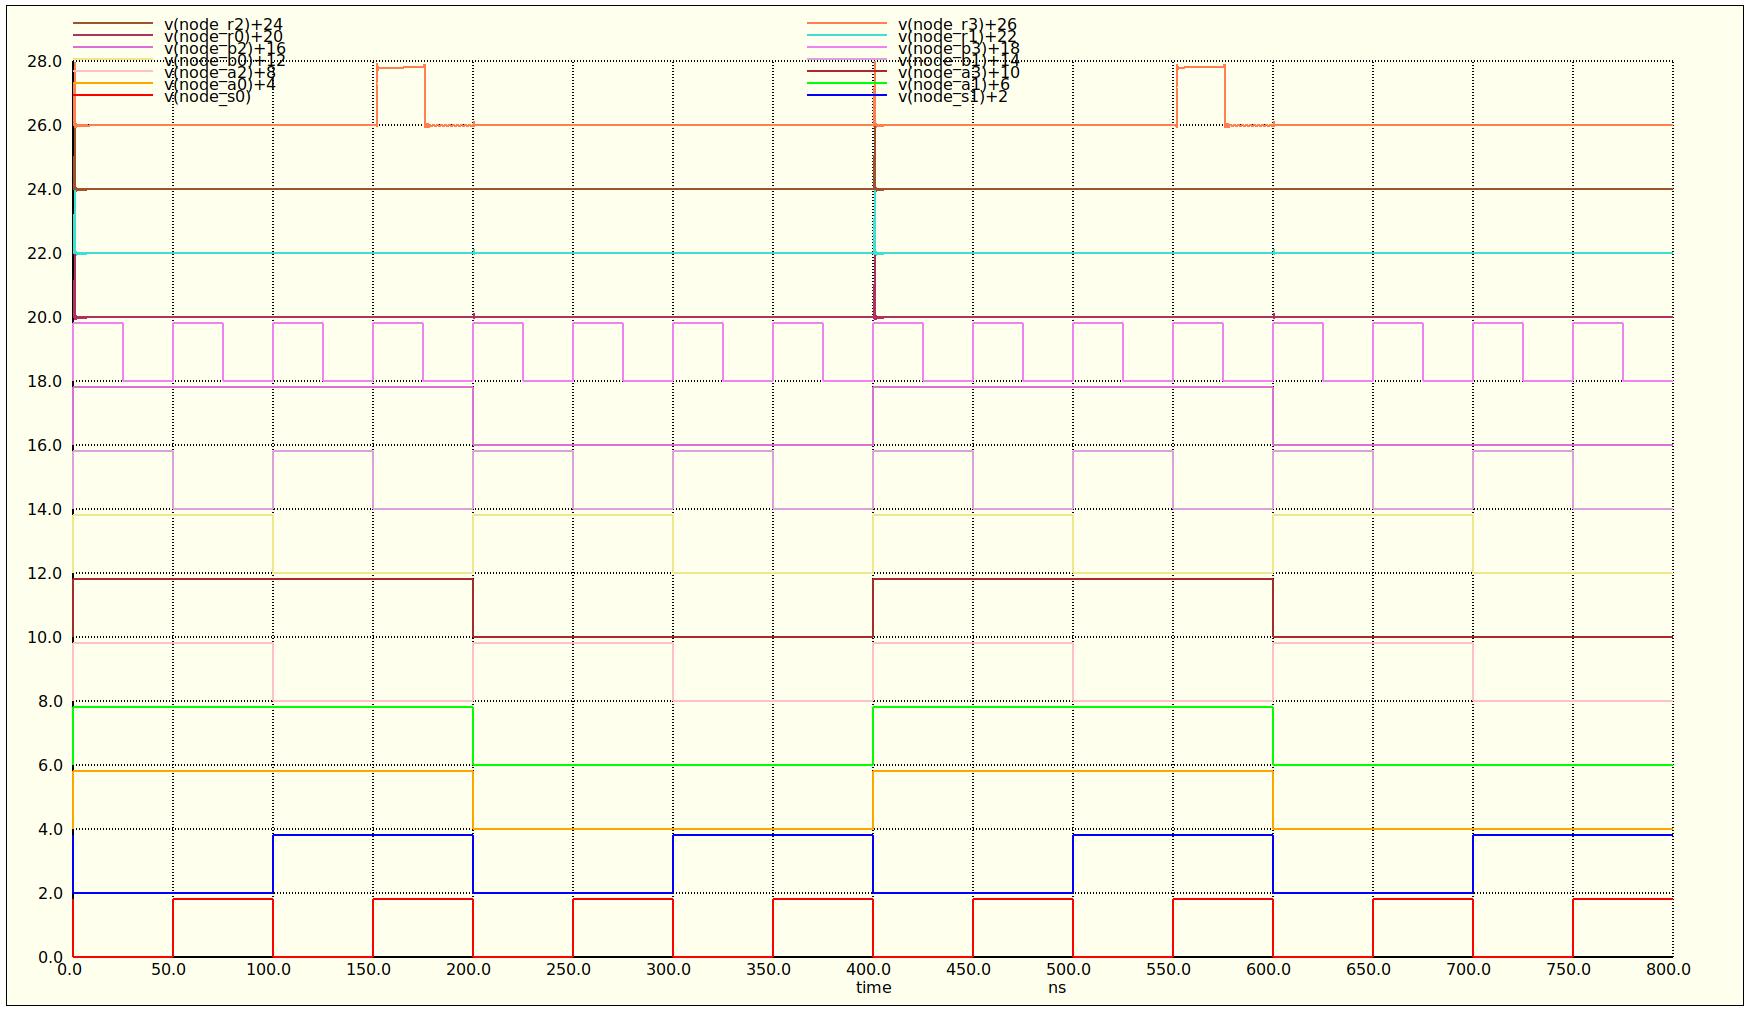 v(node_r2)+24 v(node_r3)+26
v(node_r0)+20 v(node_r1)+22
v(node_b2)+16 v(node_b3)+18
v(node_b0)+12 v(node_b1)+14
v(node_a2)+8 v(node_a3)+10
v(node_a0)+4 v(node_a1)+6
v(node_s0) v(node_s1)+2
28.0
26.0
24.0
22.0
20.0
18.0
16.0
14.0
12.0
10.0
8.0
6.0
4.0
2.0
0.0
0.0 50.0 100.0 150.0 200.0 250.0 300.0 350.0 400.0 450.0 500.0 550.0 600.0 650.0 700.0 750.0 800.0
time ns